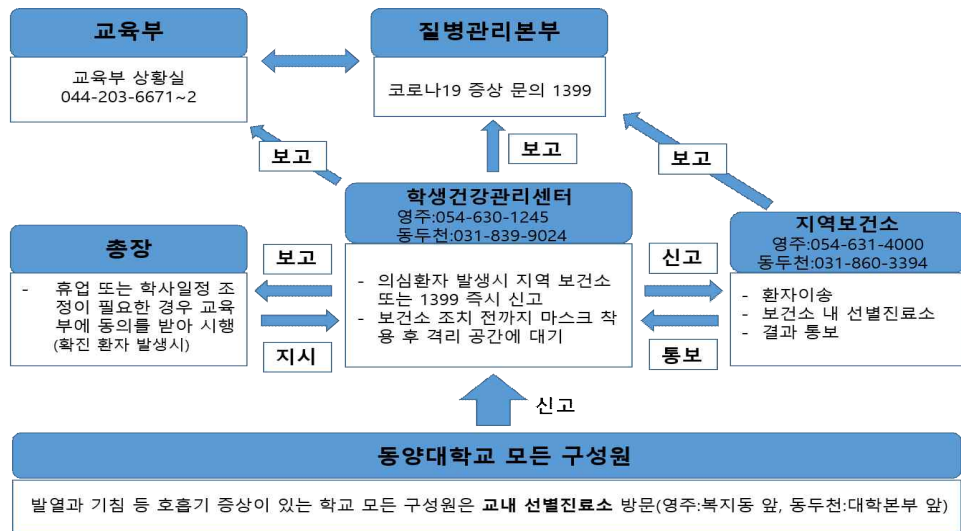 교육부
교육부 상황실
044-203-6671~2
질병관리본부
코로나19 증상 문의 1399
보고
보고
보고
학생건강관리센터
영주:054-630-1245
동두천:031-839-9024
- 의심환자 발생시 지역 보건소
또는 1399 즉시 신고
- 보건소 조치 전까지 마스크 착
용 후 격리 공간에 대기
총장
- 휴업 또는 학사일정 조
정이 필요한 경우 교육
부에 동의를 받아 시행
(확진 환자 발생시)
보고
지시
신고
통보
지역보건소
영주:054-631-4000
동두천:031-860-3394
- 환자이송
- 보건소 내 선별진료소
- 결과 통보
신고
동양대학교 모든 구성원
발열과 기침 등 호흡기 증상이 있는 학교 모든 구성원은 교내 선별진료소 방문(영주:복지동 앞, 동두천:대학본부 앞)